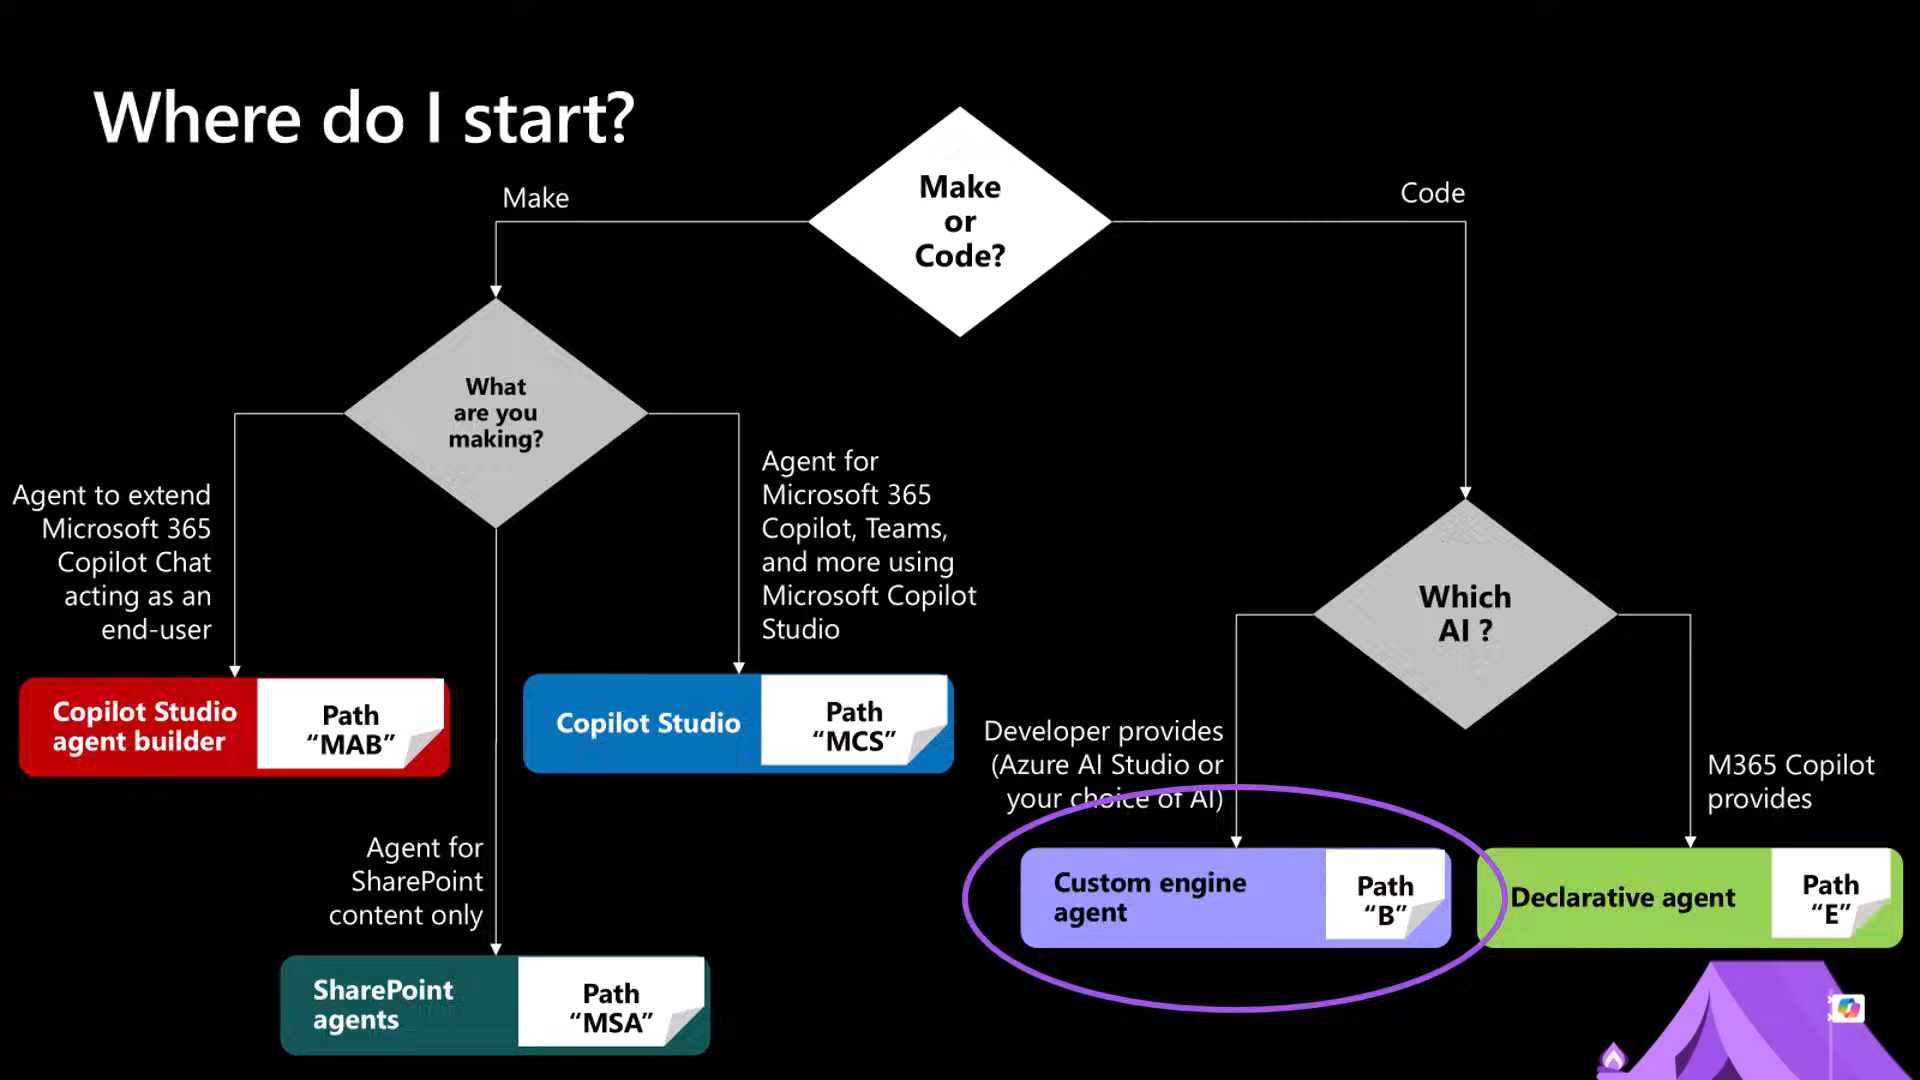 Where do I start?
Make
or
Code?
Make
Code
What
are you
making?
Agent to extend
Microsoft 365
Copilot Chat
acting as an
end-user
Agent for
Microsoft 365
Copilot, Teams,
and more using
Microsoft Copilot
Studio
Which
AI ?
Copilot Studio
agent builder
Path
“MAB”
Copilot Studio
Path
“MCS”
Developer provides
(Azure AI Studio or
your choice of AI)
M365 Copilot
provides
Agent for
SharePoint
content only
Custom engine
agent
Path
“B”
Declarative agent
Path
“E”
SharePoint
agents
Path
“MSA”